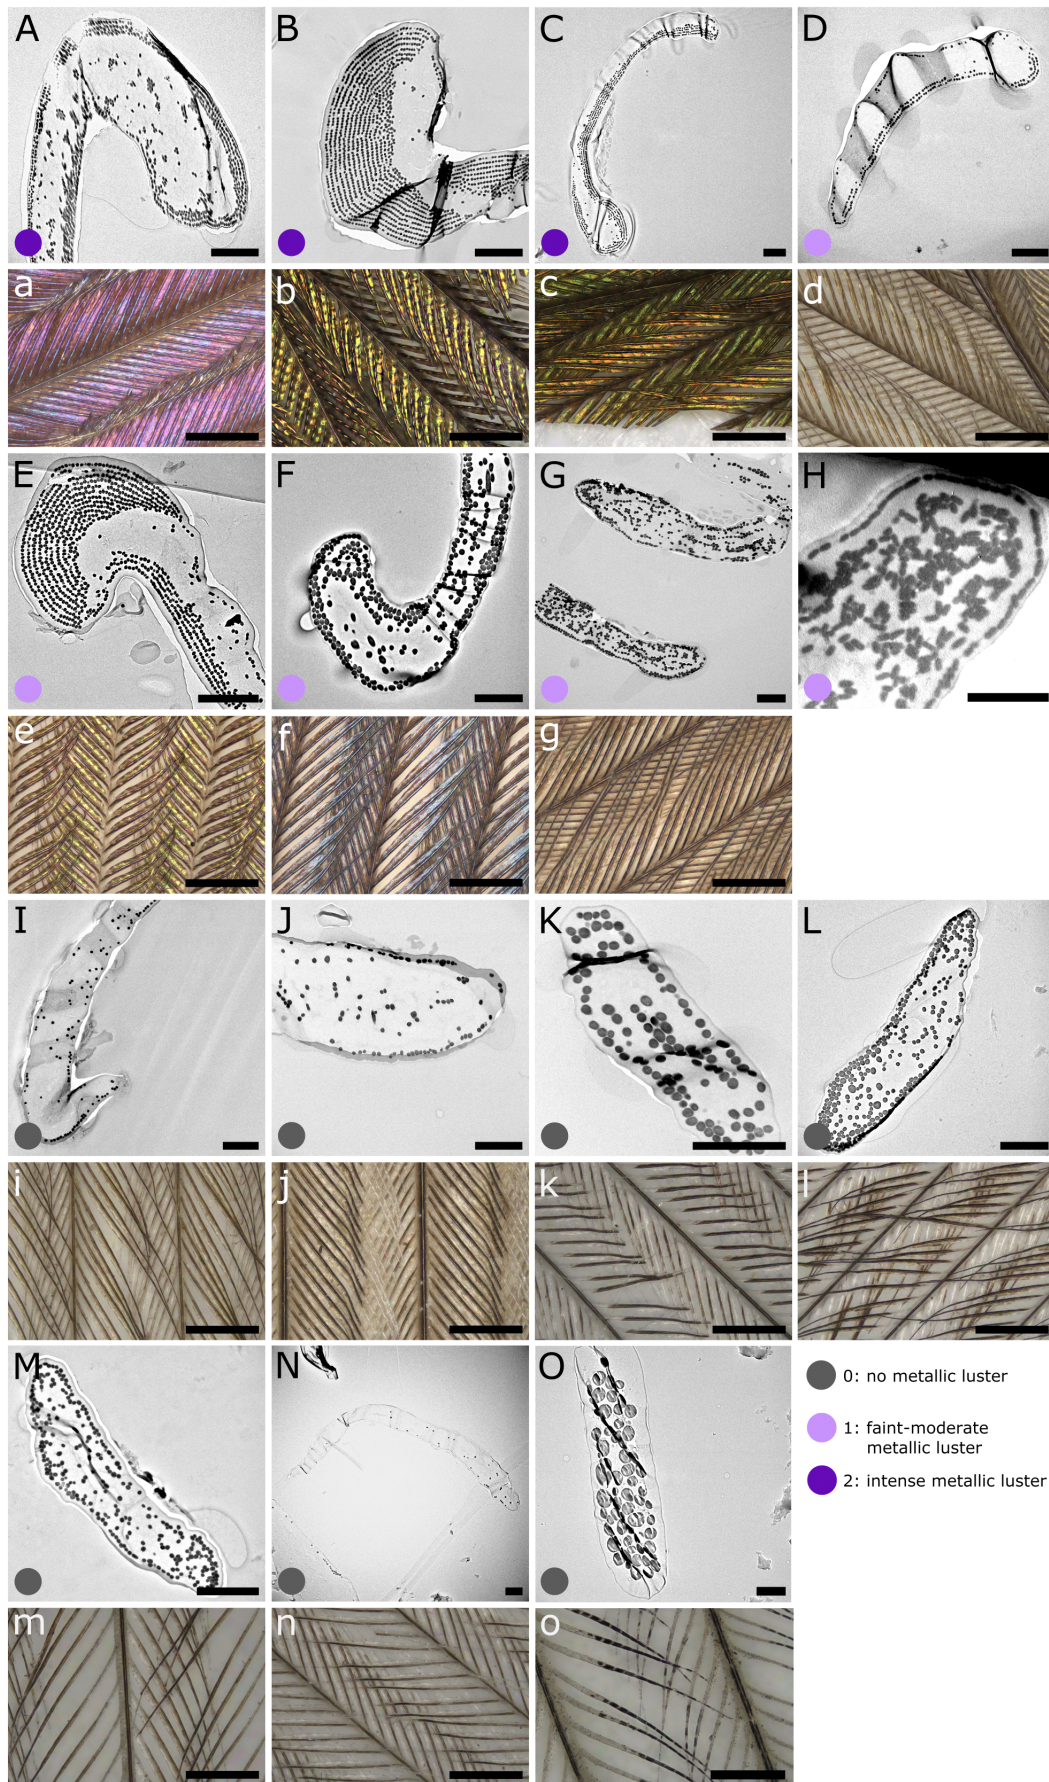 A
B
C
D
a
b
c
d
E
F
G
H
e
f
g
I
J
K
L
i
j
k
l
M
N
O
0: no metallic luster
1: faint-moderate
metallic luster
2: intense metallic luster
m
n
o